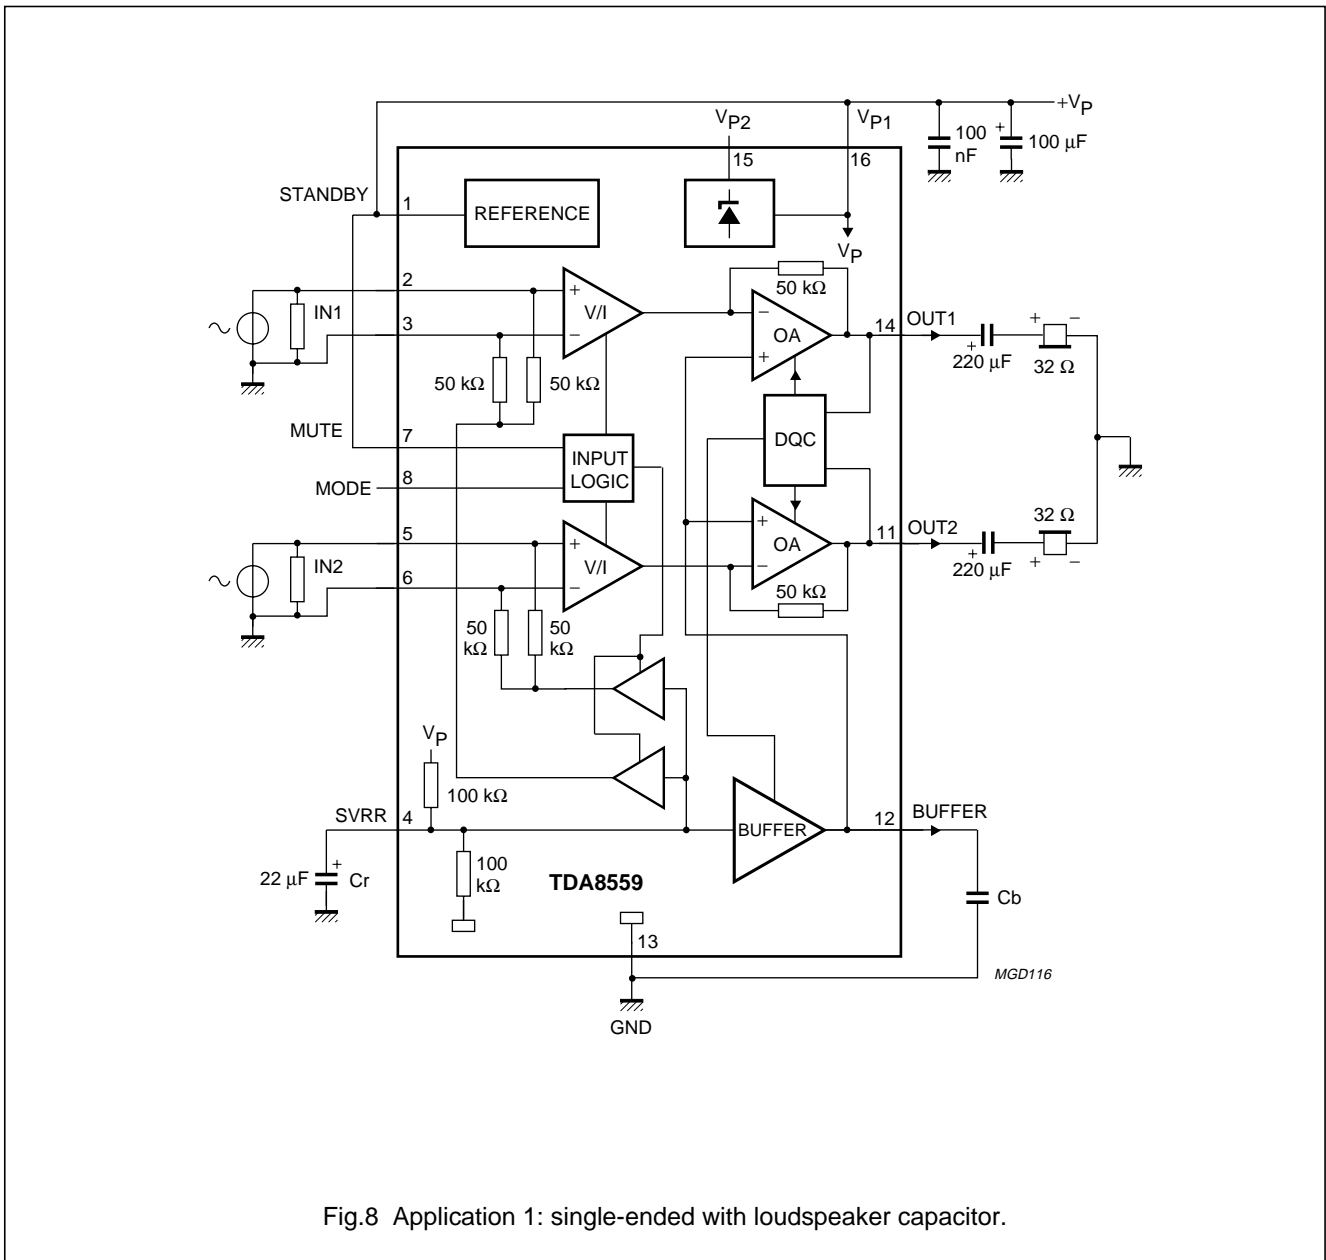 +VP
VP2
VP1
100
nF
+
100 µF
15
16
STANDBY
1
REFERENCE
VP
2
+
V/I
50 kΩ
IN1
3
−
−
OA
14
OUT1
+
−
+
+
220 µF
32 Ω
50 kΩ
50 kΩ
MUTE
7
INPUT
LOGIC
DQC
MODE
8
5
+
V/I
+
OA
11
OUT2
32 Ω
IN2
6
−
−
+
220 µF
+
−
50 kΩ
50
kΩ
50
kΩ
VP
100 kΩ
SVRR
4
BUFFER
12
BUFFER
22 µF
+
Cr
100
kΩ
TDA8559
Cb
13
MGD116
GND
Fig.8 Application 1: single-ended with loudspeaker capacitor.